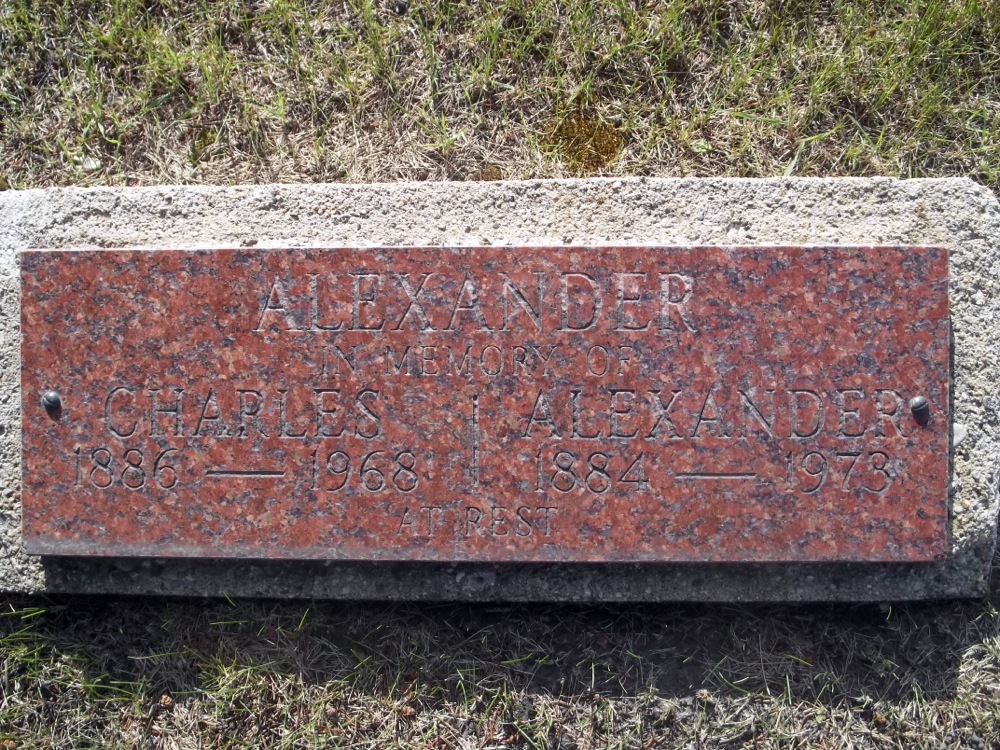 ALEXANDER
IN MEMORY OF
CHARLES ALEXANDER
1886 — 1968 1884 — 1973
AT REST